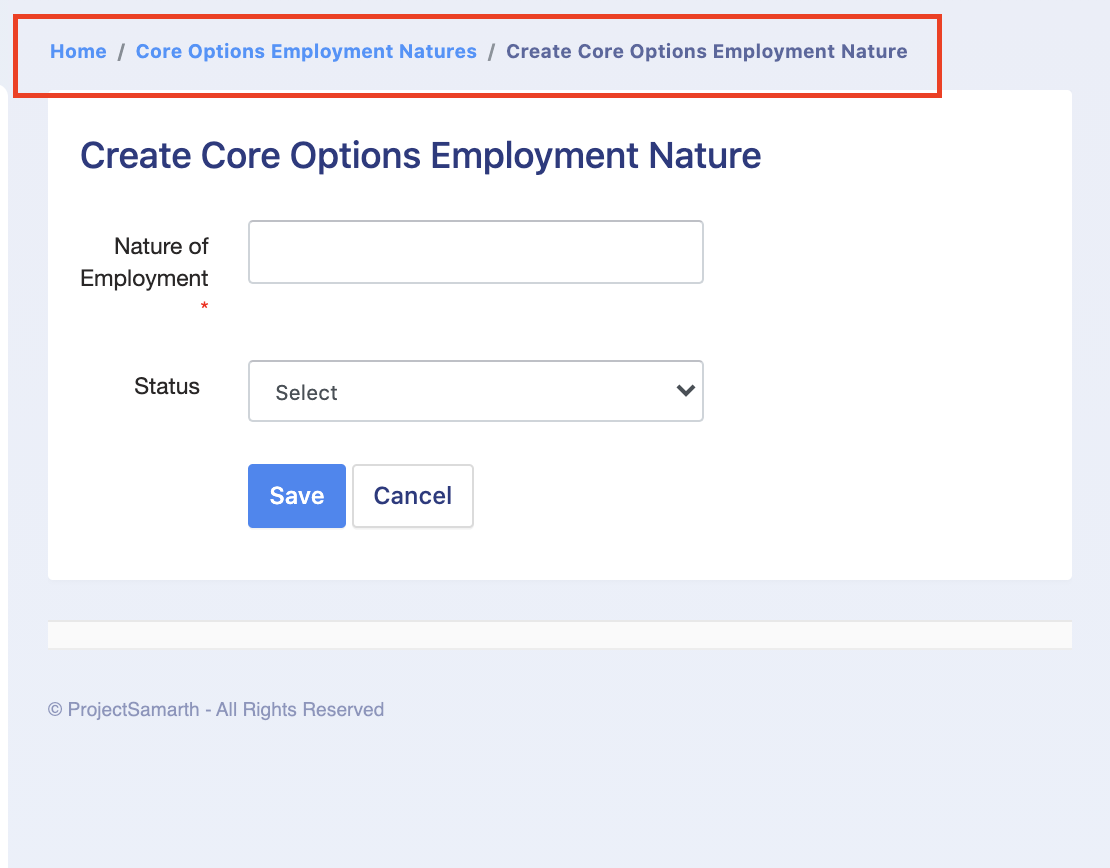 Home / Core Options Employment Natures / Create Core Options Employment Nature
Create Core Options Employment Nature
Nature of
Employment
*
Status
Select
Save Cancel
© ProjectSamarth - All Rights Reserved